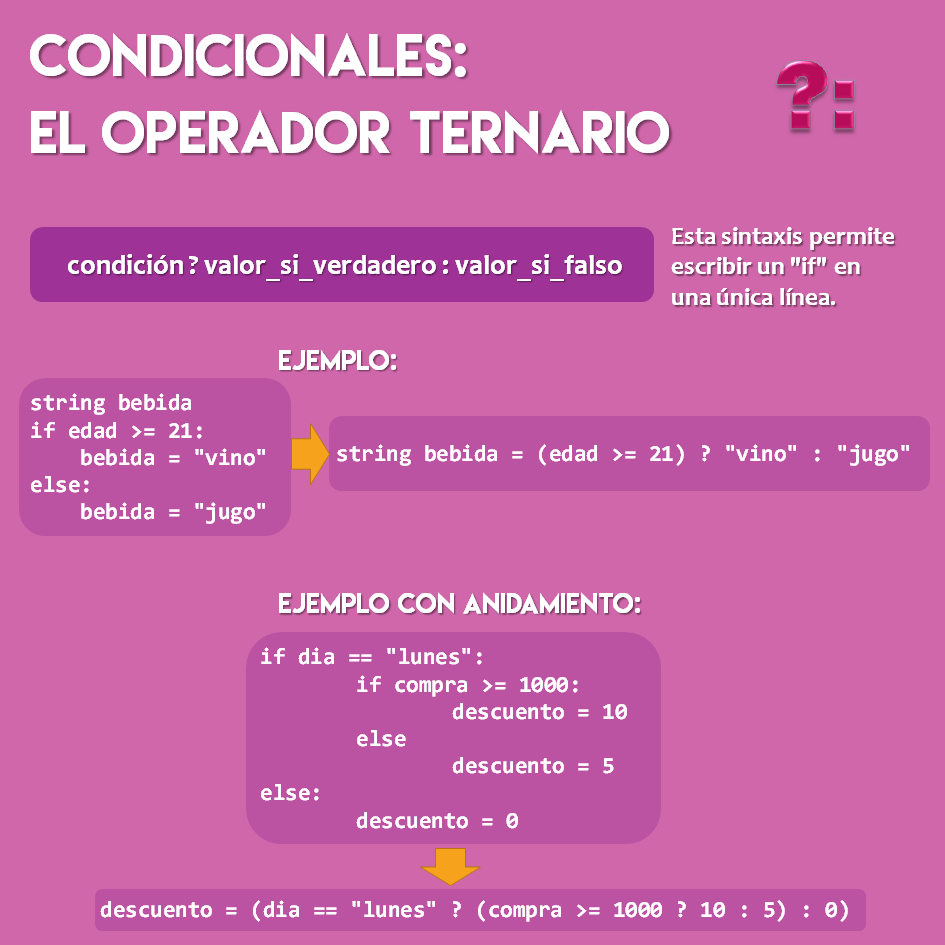 CONDICIONALES:
EL OPERADOR TERNARIO
?:
condición ? valor_si_verdadero : valor_si_falso
Esta sintaxis permite
escribir un "if" en
una única línea.
EJEMPLO:
string bebida
if edad >= 21:
    bebida = "vino"
else:
    bebida = "jugo"
string bebida = (edad >= 21) ? "vino" : "jugo"
EJEMPLO CON ANIDAMIENTO:
if dia == "lunes":
        if compra >= 1000:
                descuento = 10
        else
                descuento = 5
else:
        descuento = 0
descuento = (dia == "lunes" ? (compra >= 1000 ? 10 : 5) : 0)